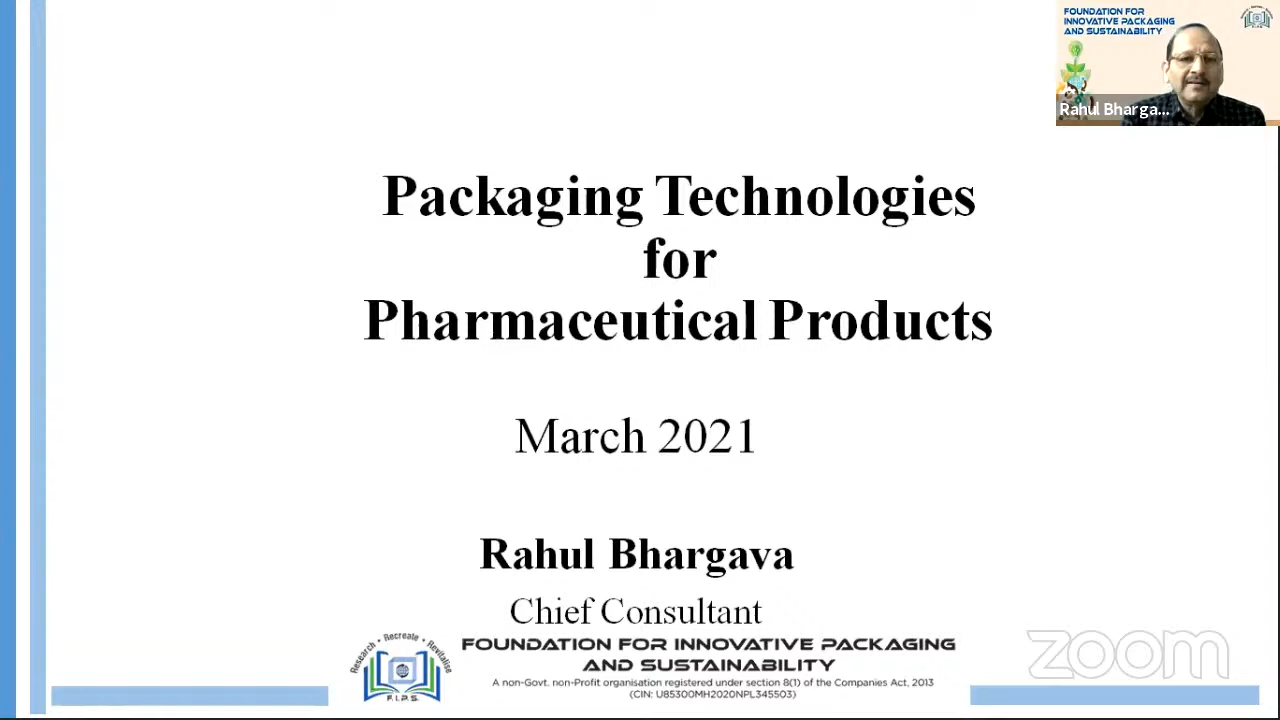 FOUNDATION FOR
INNOVATIVE PACKAGING
AND SUSTAINABILITY
Rahul Bharga...
Packaging Technologies
for
Pharmaceutical Products
March 2021
Rahul Bhargava
Chief Consultant
Research • Recreate • Revitalise
F.I.P.S.
FOUNDATION FOR INNOVATIVE PACKAGING
AND SUSTAINABILITY
A non-Govt. non-Profit organisation registered under section 8(1) of the Companies Act, 2013
(CIN: U85300MH2020NPL345503)
zoom